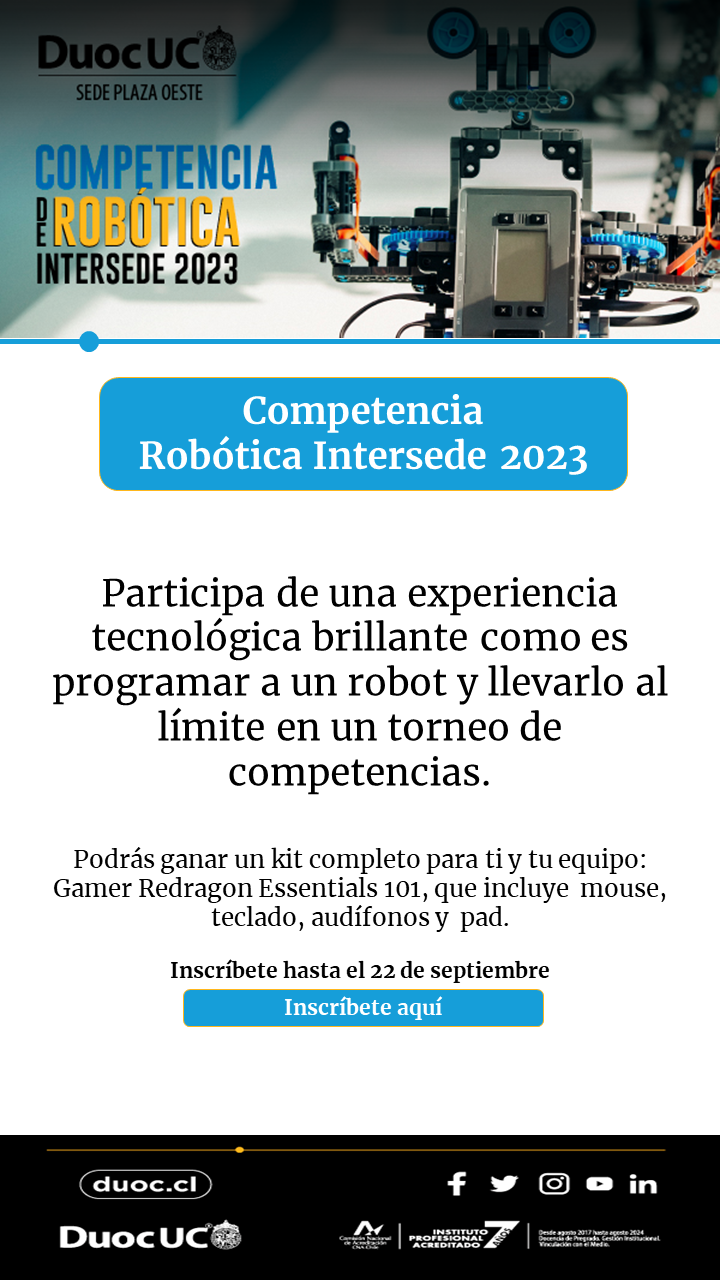 Duoc UC
SEDE PLAZA OESTE
COMPETENCIA
DE ROBÓTICA
INTERSEDE 2023
Competencia
Robótica Intersede 2023
Participa de una experiencia
tecnológica brillante como es
programar a un robot y llevarlo al
límite en un torneo de
competencias.
Podrás ganar un kit completo para ti y tu equipo:
Gamer Redragon Essentials 101, que incluye mouse,
teclado, audífonos y pad.
Inscríbete hasta el 22 de septiembre
Inscríbete aquí
duoc.cl
Duoc UC
Comisión Nacional
de Acreditación
CNA-Chile
INSTITUTO
PROFESIONAL
ACREDITADO
7 AÑOS
Desde agosto 2017 hasta agosto 2024
Docencia de Pregrado. Gestión Institucional.
Vinculación con el Medio.